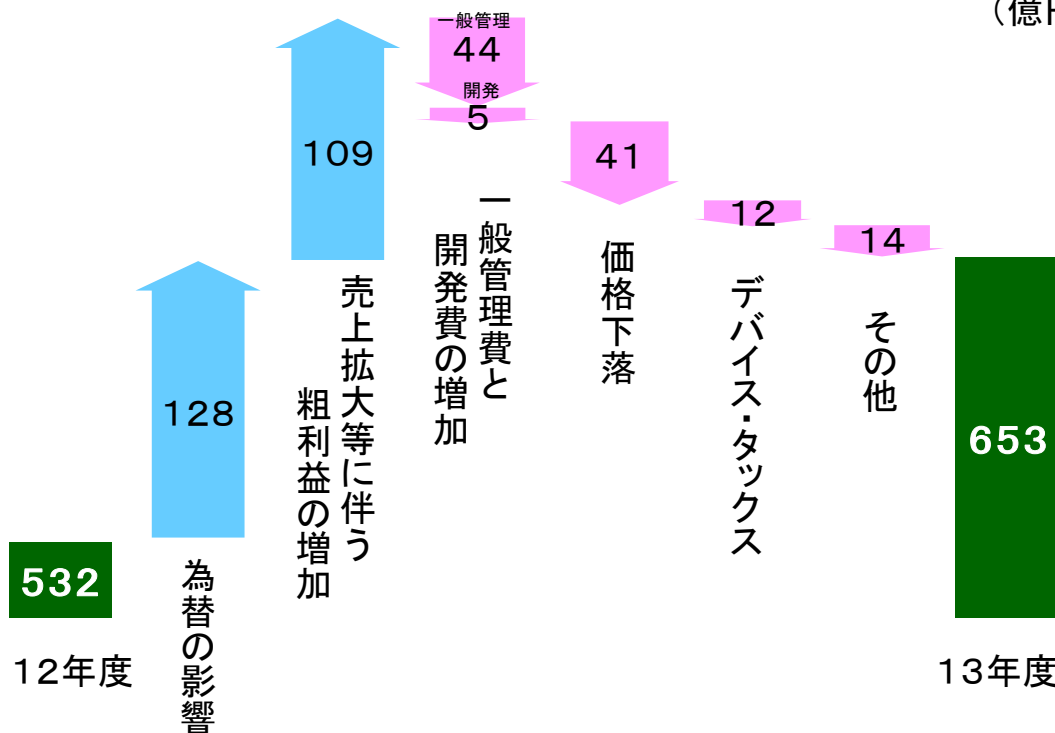 （億円
一般管理
44
開発
5
109
41
12
14
128
653
532
為替の影響
売上拡大等に伴う
粗利益の増加
一般管理費と
開発費の増加
価格下落
デバイス・タックス
その他
12年度
13年度